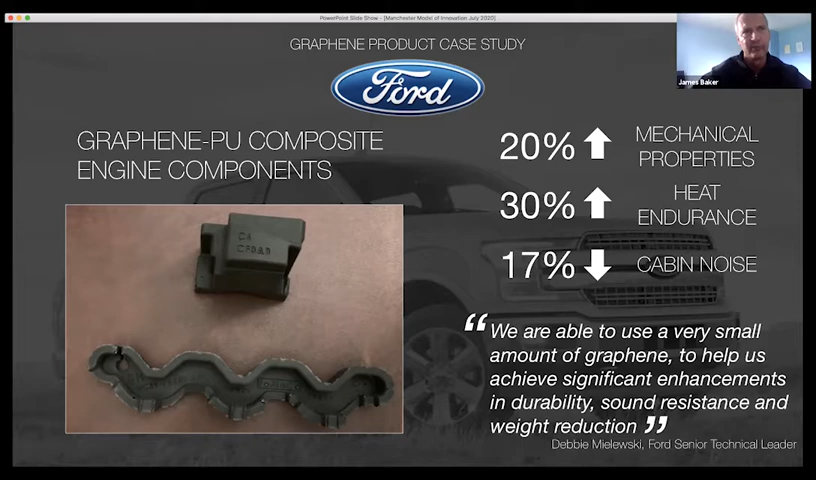 PowerPoint Slide Show - [Manchester Model of Innovation July 2020]
James Baker
GRAPHENE PRODUCT CASE STUDY
Ford
GRAPHENE-PU COMPOSITE
ENGINE COMPONENTS
20%
MECHANICAL
PROPERTIES
30%
HEAT
ENDURANCE
17%
CABIN NOISE
“We are able to use a very small
amount of graphene, to help us
achieve significant enhancements
in durability, sound resistance and
weight reduction”
Debbie Mielewski, Ford Senior Technical Leader